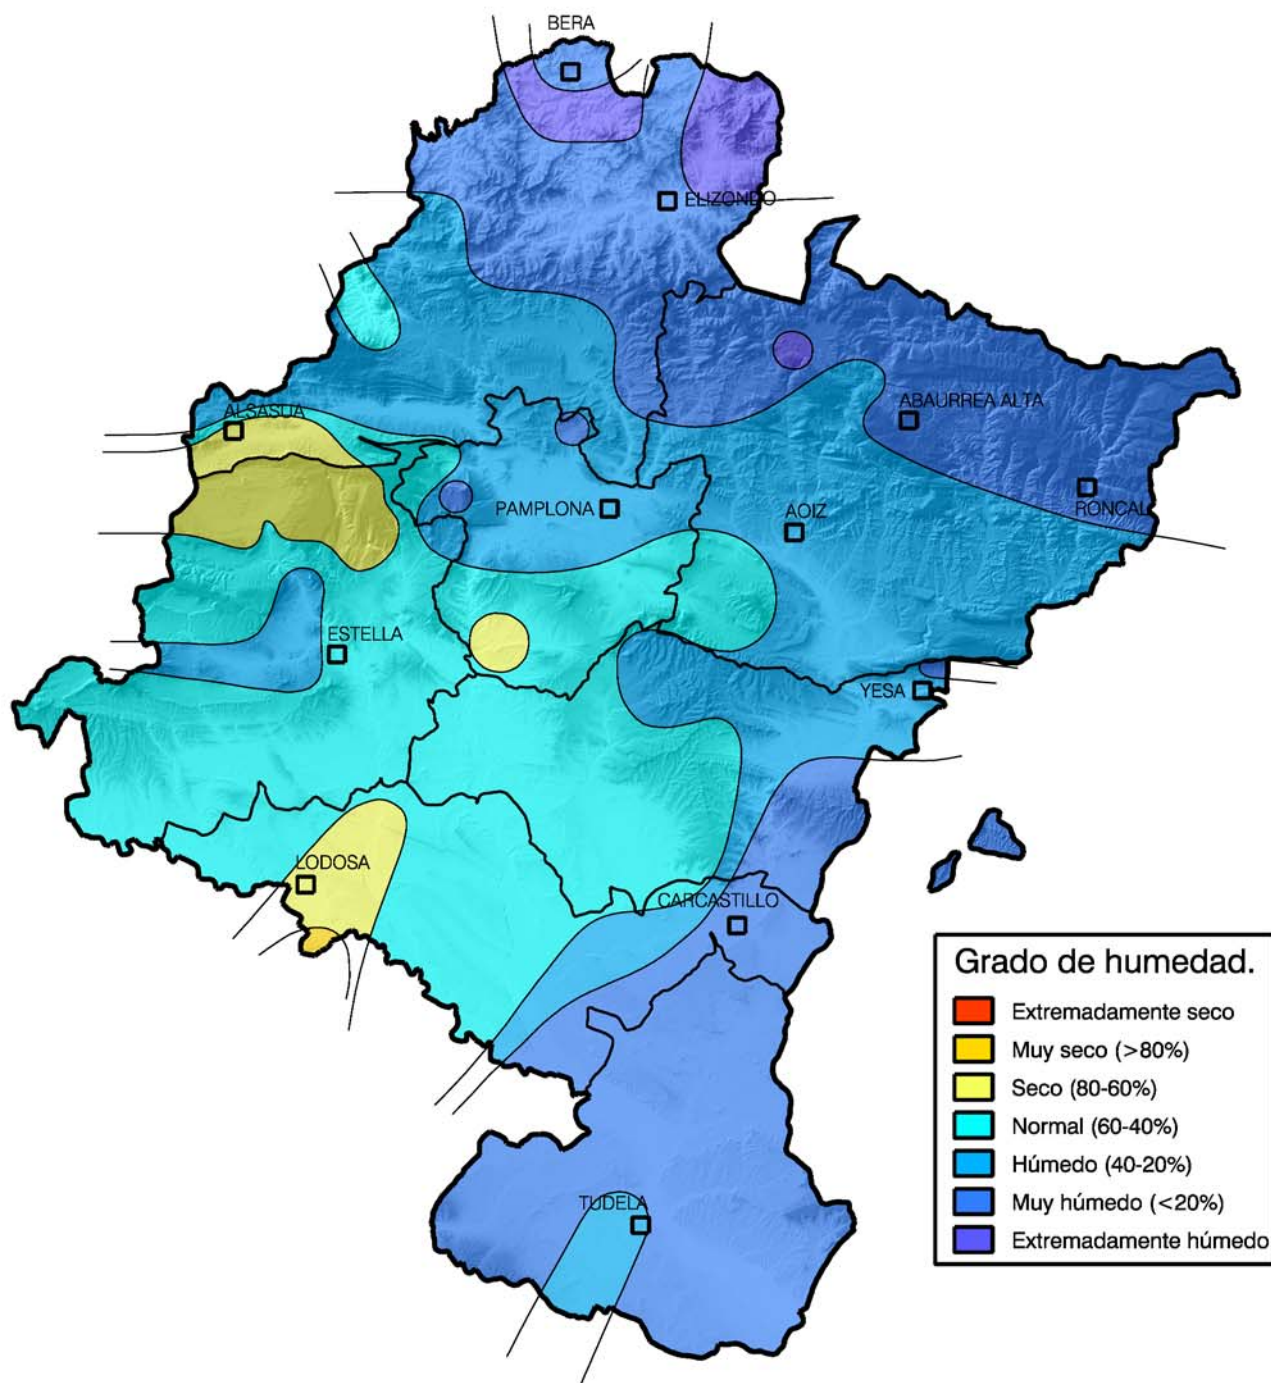 BERA
ELIZONDO
ALSASUA
ABAURREA ALTA
PAMPLONA
AOIZ
RONCAL
ESTELLA
YESA
LODOSA
CARCASTILLO
TUDELA
Grado de humedad.
Extremadamente seco
Muy seco (>80%)
Seco (80-60%)
Normal (60-40%)
Húmedo (40-20%)
Muy húmedo (<20%)
Extremadamente húmedo